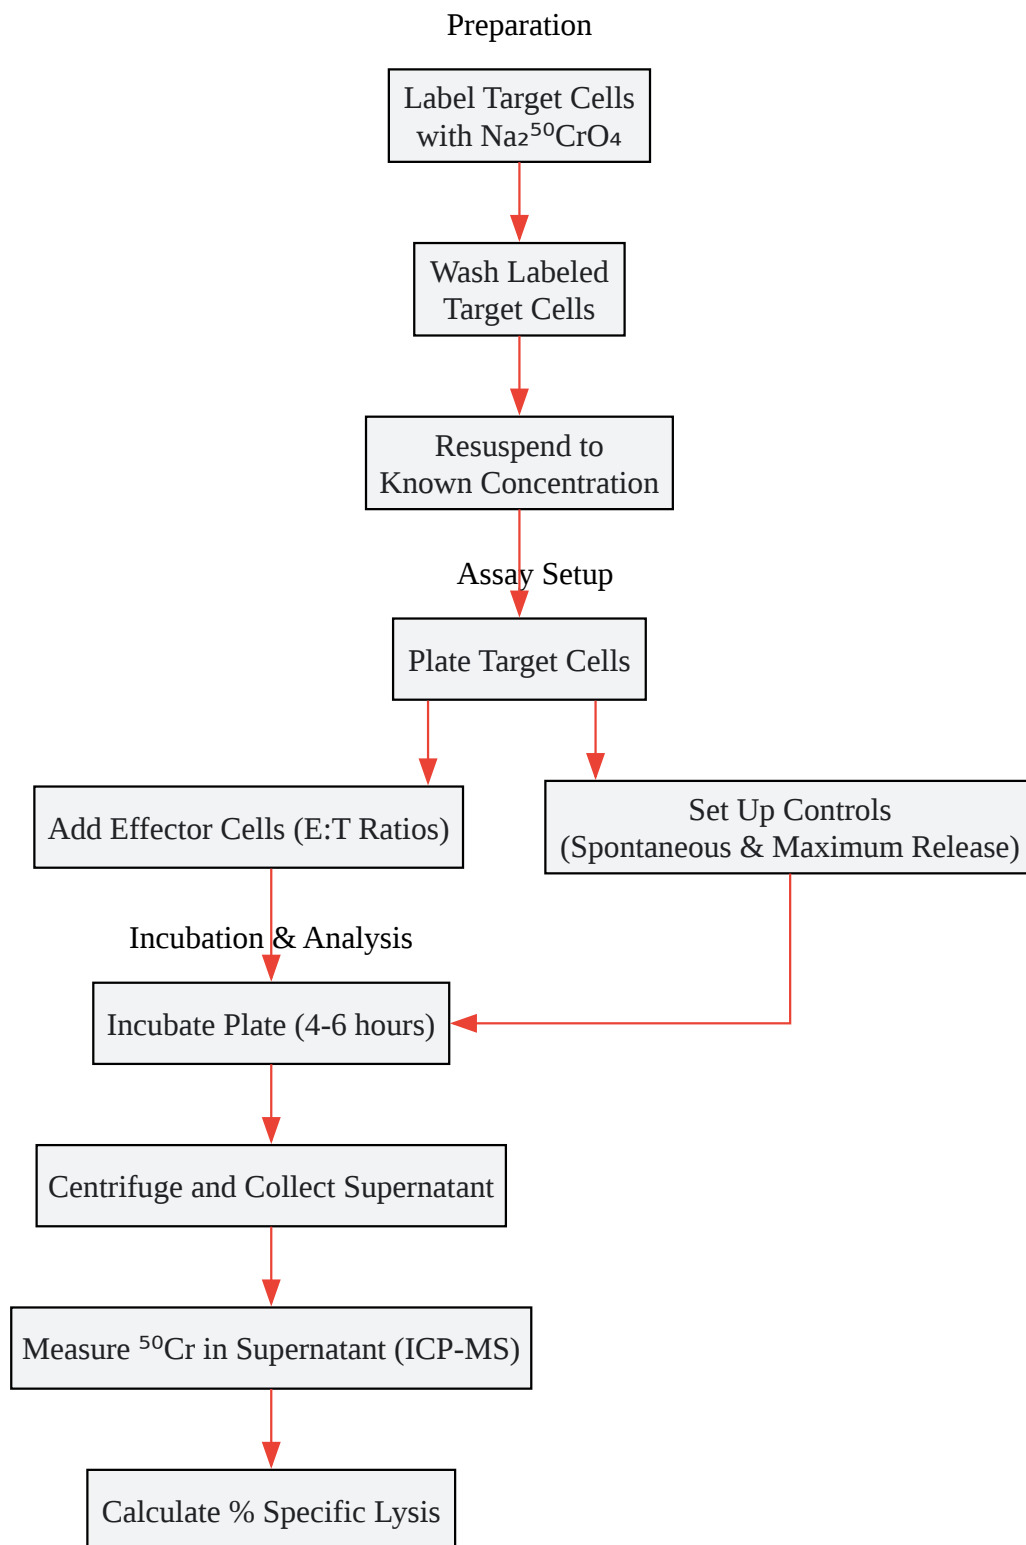 Preparation
Label Target Cells
with Na₂⁵⁰CrO₄
Wash Labeled
Target Cells
Resuspend to
Known Concentration
Assay Setup
Plate Target Cells
Add Effector Cells (E:T Ratios)
Set Up Controls
(Spontaneous & Maximum Release)
Incubation & Analysis
Incubate Plate (4-6 hours)
Centrifuge and Collect Supernatant
Measure ⁵⁰Cr in Supernatant (ICP-MS)
Calculate % Specific Lysis